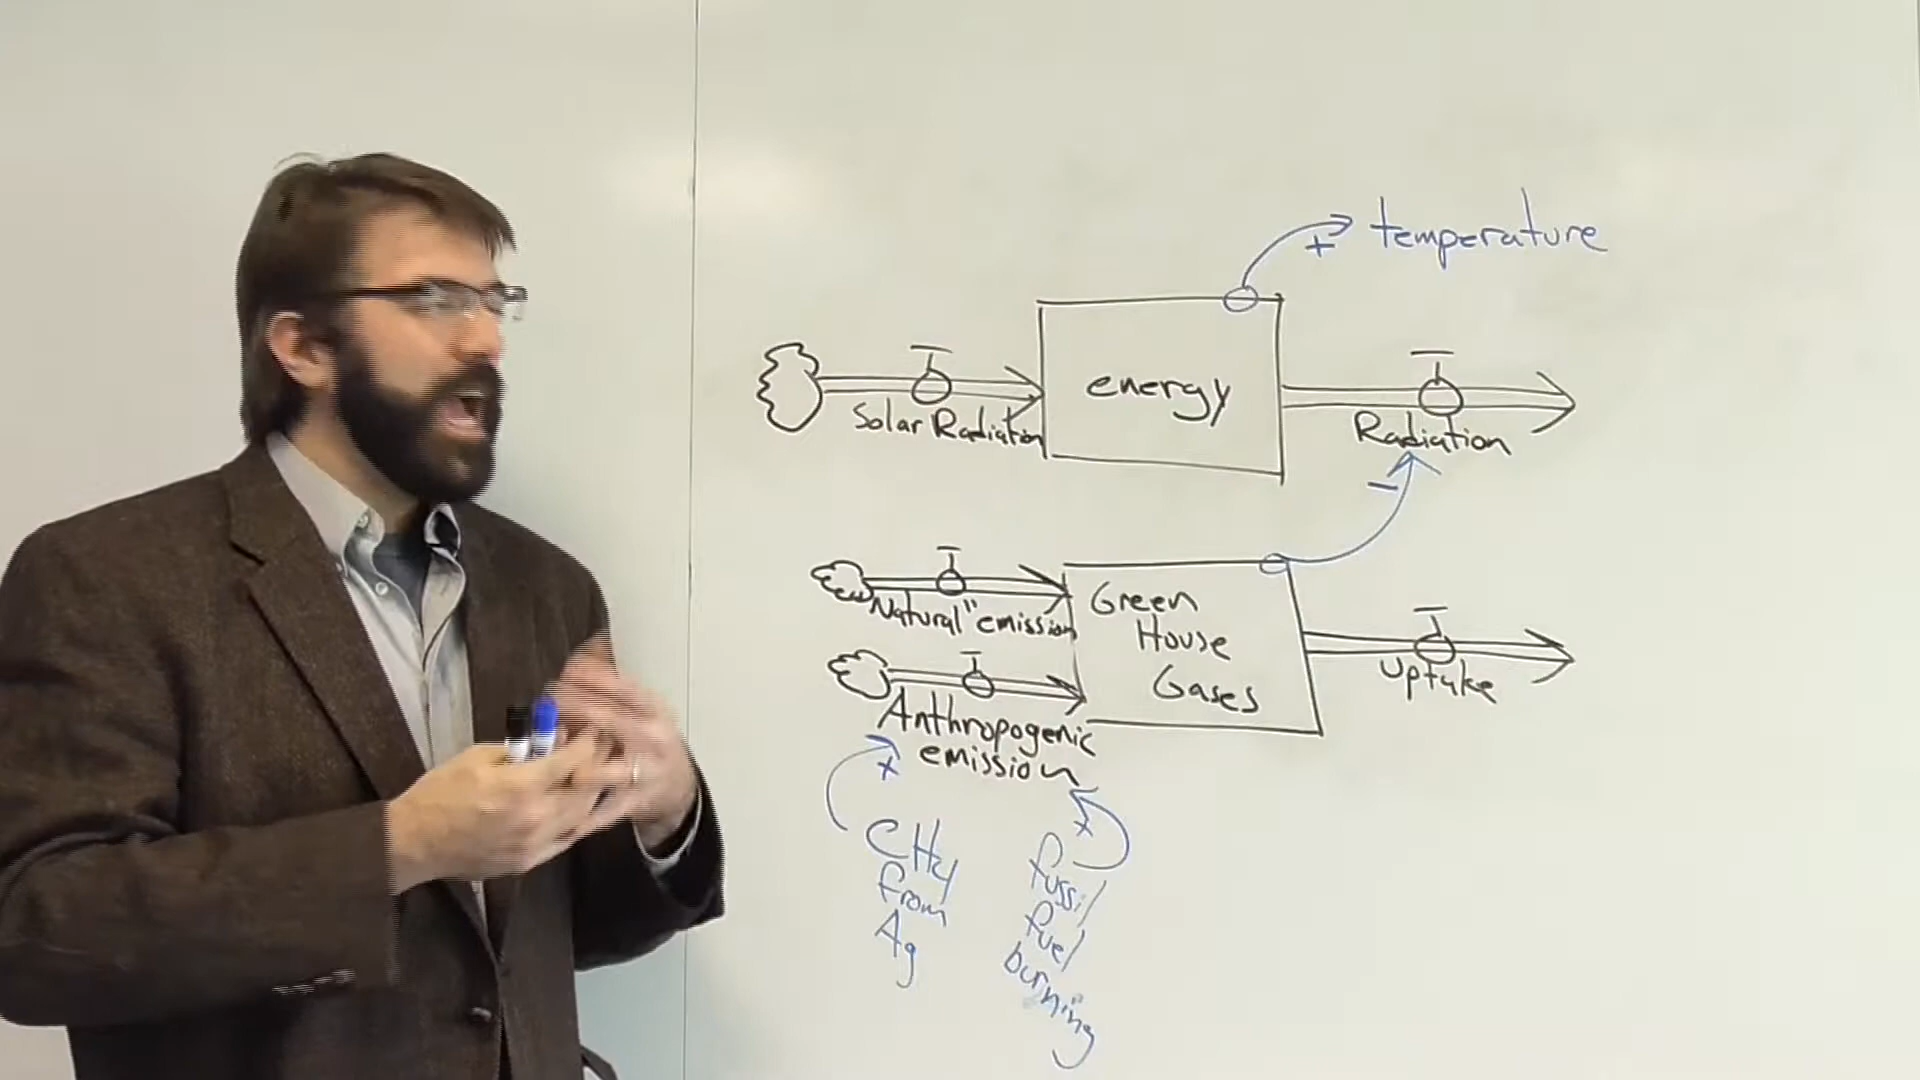 + temperature
energy
Solar Radiation
Radiation
-
Green
House
Gases
"Natural" emission
Uptake
Anthropogenic
emission
+
+
CH4
from
Ag
fossil
fuel
burning